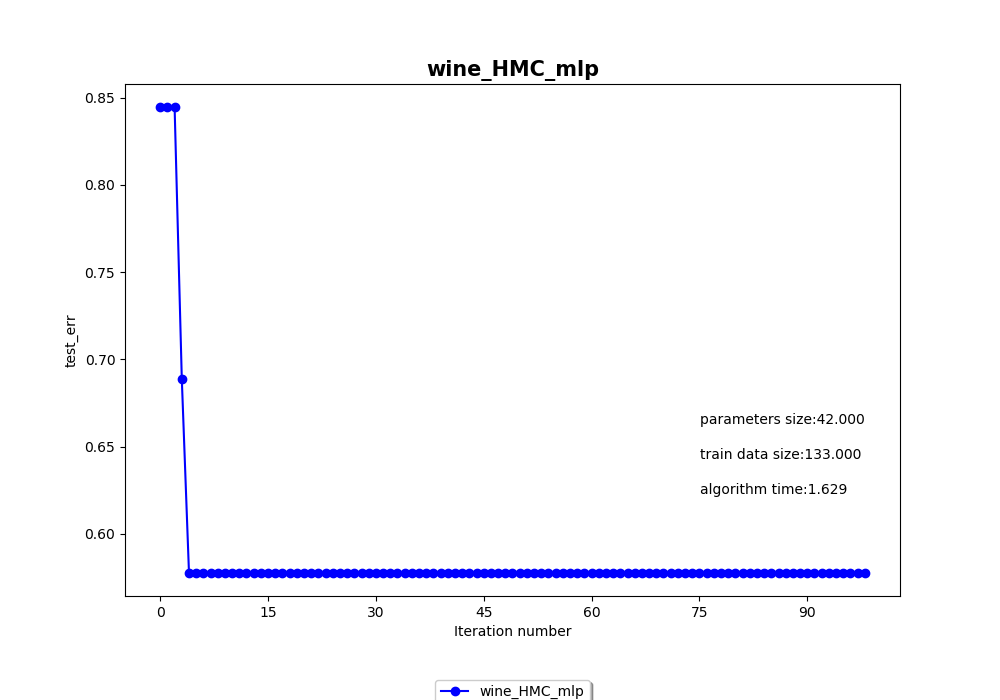 wine_HMC_mlp
0.85
0.80
0.75
0.70
0.65
0.60
test_err
parameters size:42.000
train data size:133.000
algorithm time:1.629
0 15 30 45 60 75 90
Iteration number
wine_HMC_mlp